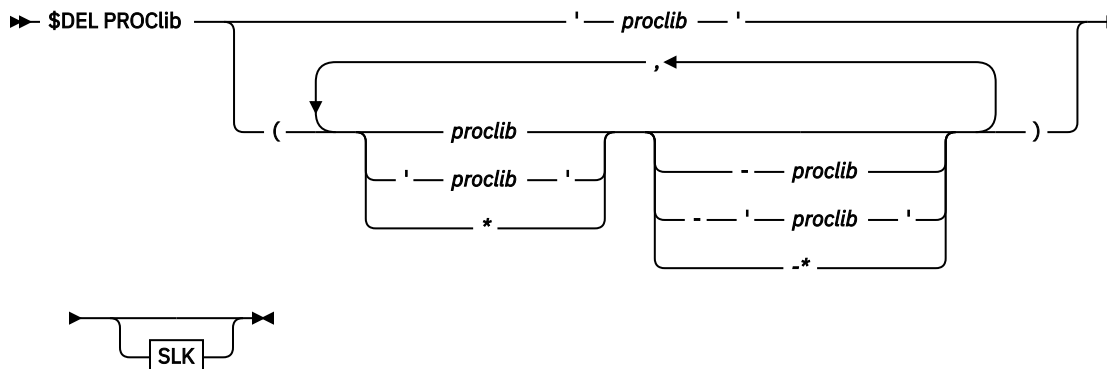 $DEL PROClib ' proclib '
,
( proclib )
' proclib ' - proclib
* - ' proclib '
-*
SLK